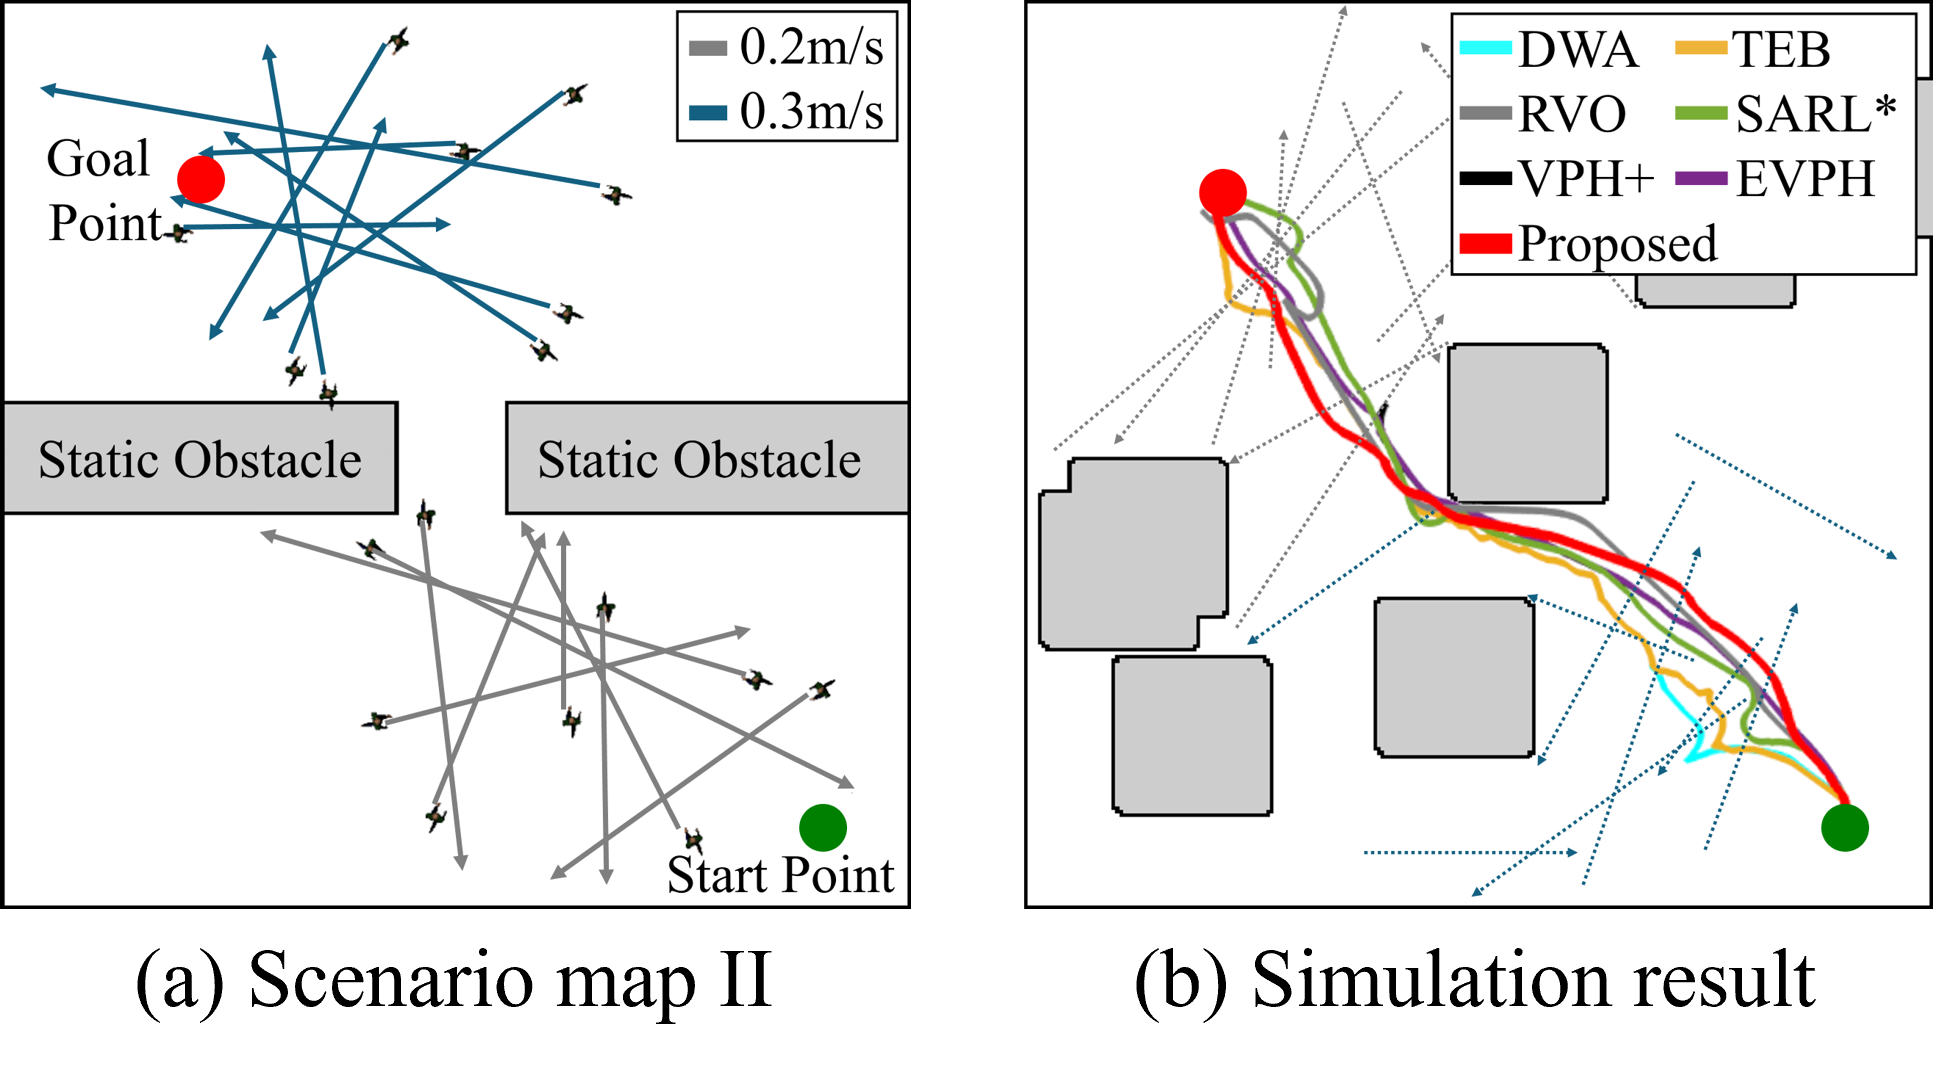 0.2m/s
0.3m/s
Goal
Point
Static Obstacle
Static Obstacle
Start Point
(a) Scenario map II
DWA
TEB
RVO
SARL*
VPH+
EVPH
Proposed
(b) Simulation result